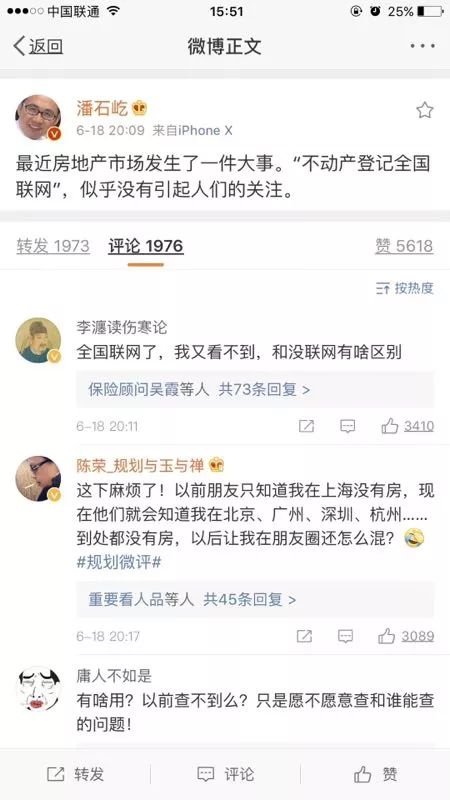 中国联通
15:51
25%
返回
微博正文
潘石屹
6-18 20:09 来自iPhone X
最近房地产市场发生了一件大事。“不动产登记全国
联网”，似乎没有引起人们的关注。
转发 1973
评论 1976
赞 5618
按热度
李瀍读伤寒论
全国联网了，我又看不到，和没联网有啥区别
保险顾问吴霞等人 共73条回复 >
6-18 20:11
3410
陈荣_规划与玉与禅
这下麻烦了！以前朋友只知道我在上海没有房，现
在他们就会知道我在北京、广州、深圳、杭州……
到处都没有房，以后让我在朋友圈还怎么混？
#规划微评#
重要看人品等人 共45条回复 >
6-18 20:17
3089
庸人不如是
有啥用？以前查不到么？只是愿不愿意查和谁能查
的问题！
转发
评论
赞